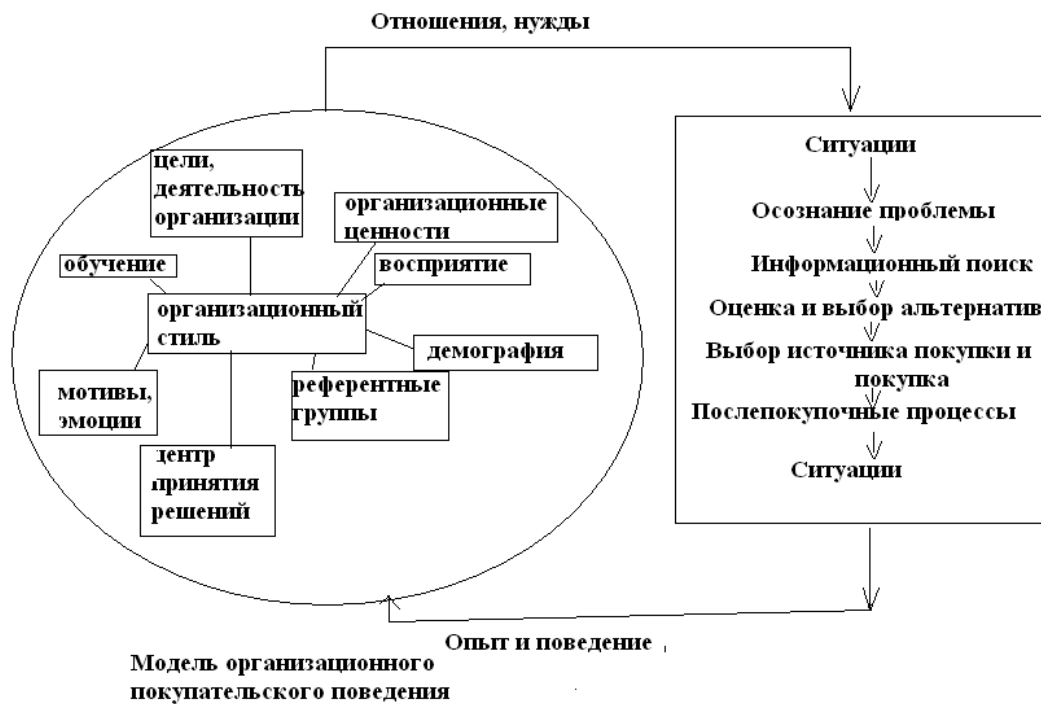 Отношения, нужды
цели,
деятельность
организации
организационные
ценности
обучение
восприятие
организационный
стиль
демография
мотивы,
эмоции
референтные
группы
центр
принятия
решений
Ситуации
Осознание проблемы
Информационный поиск
Оценка и выбор альтернатив
Выбор источника покупки и
покупка
Послепокупочные процессы
Ситуации
Опыт и поведение
Модель организационного
покупательского поведения